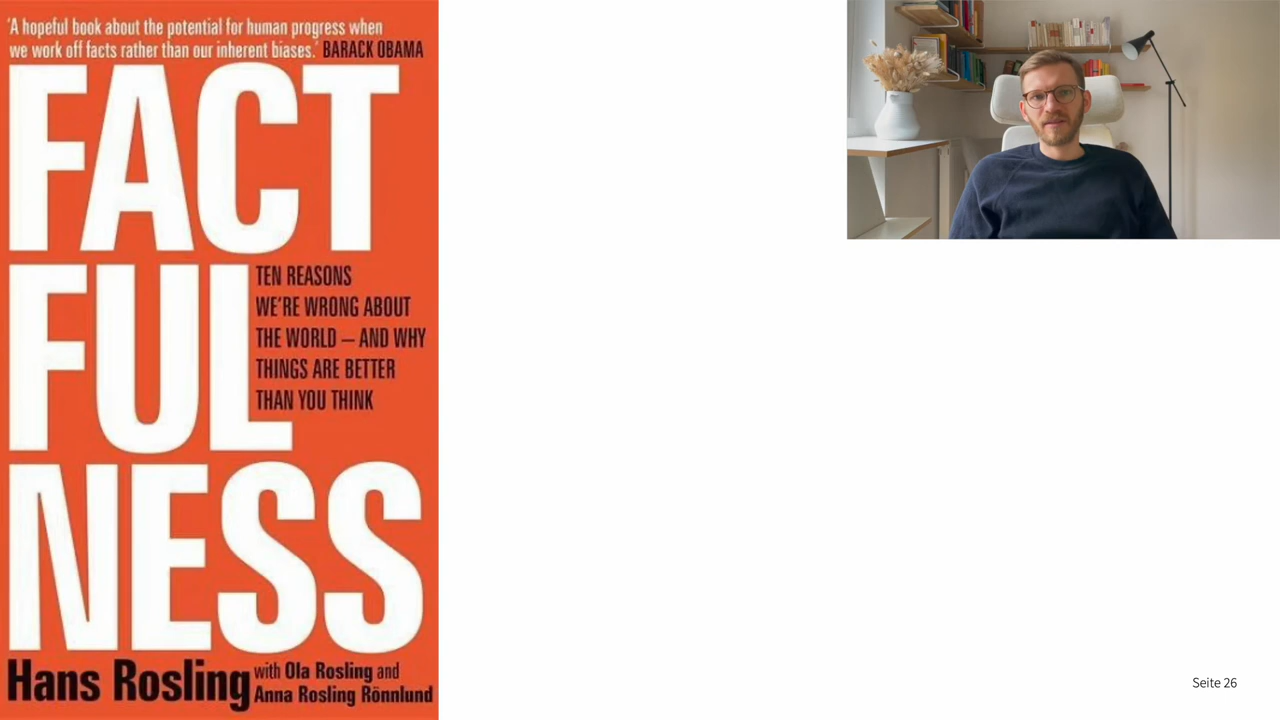 'A hopeful book about the potential for human progress when
we work off facts rather than our inherent biases.' BARACK OBAMA
FACT
FUL
TEN REASONS
WE'RE WRONG ABOUT
THE WORLD – AND WHY
THINGS ARE BETTER
THAN YOU THINK
NESS
Hans Rosling with Ola Rosling and
Anna Rosling Rönnlund
Seite 26